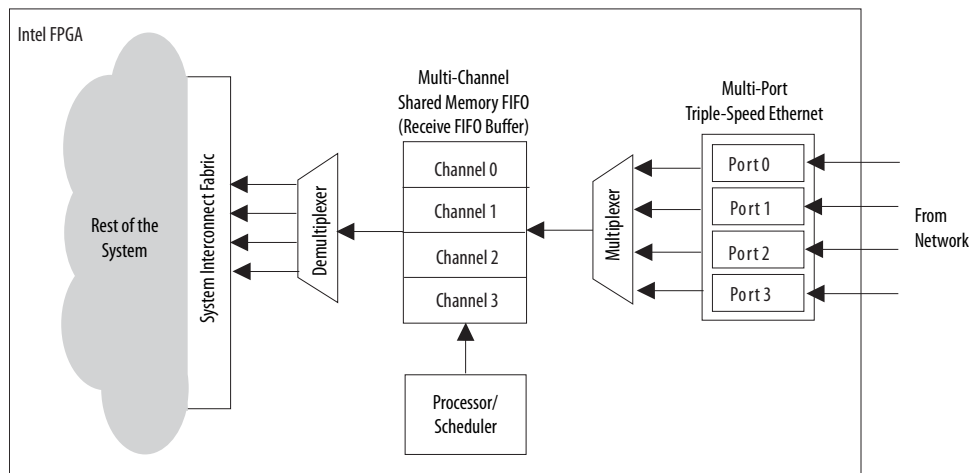 Intel FPGA
Multi-Channel
Shared Memory FIFO
(Receive FIFO Buffer)
Multi-Port
Triple-Speed Ethernet
Rest of the
System
System Interconnect Fabric
Demultiplexer
Channel 0
Channel 1
Channel 2
Channel 3
Multiplexer
Port 0
Port 1
Port 2
Port 3
From
Network
Processor/
Scheduler